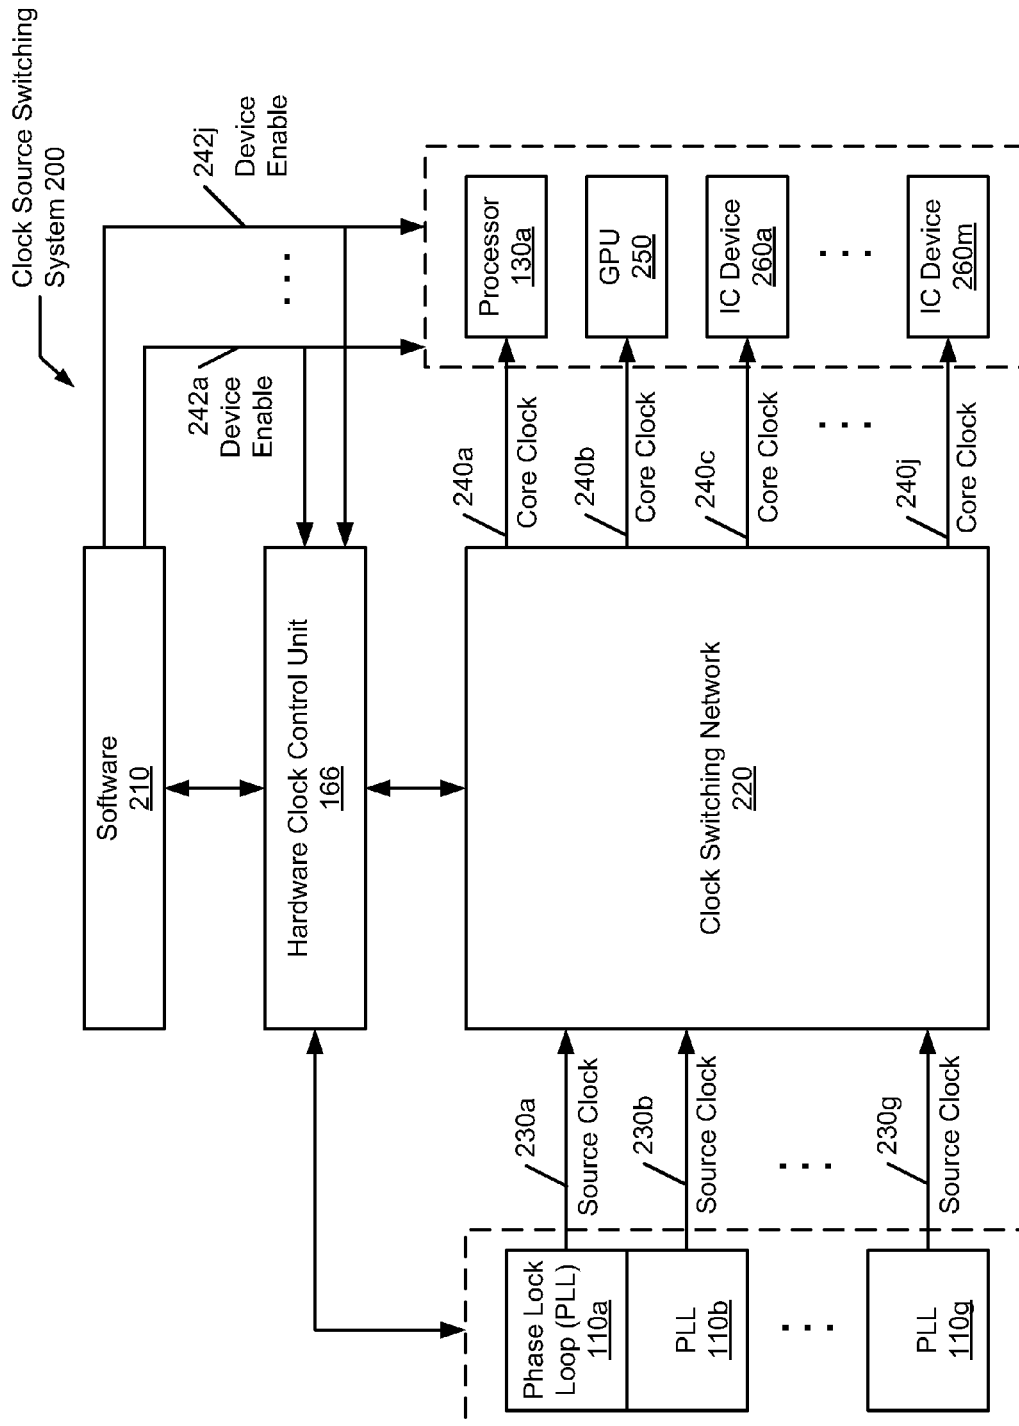 Clock Source Switching
System 200
Software
210
242j
Device
Enable
242a
Device
Enable
. . .
Hardware Clock Control Unit
166
Phase Lock
Loop (PLL)
110a
PLL
110b
. . .
PLL
110g
230a
Source Clock
230b
Source Clock
. . .
230g
Source Clock
Clock Switching Network
220
240a
Core Clock
240b
Core Clock
240c
Core Clock
. . .
240j
Core Clock
Processor
130a
GPU
250
IC Device
260a
. . .
IC Device
260m